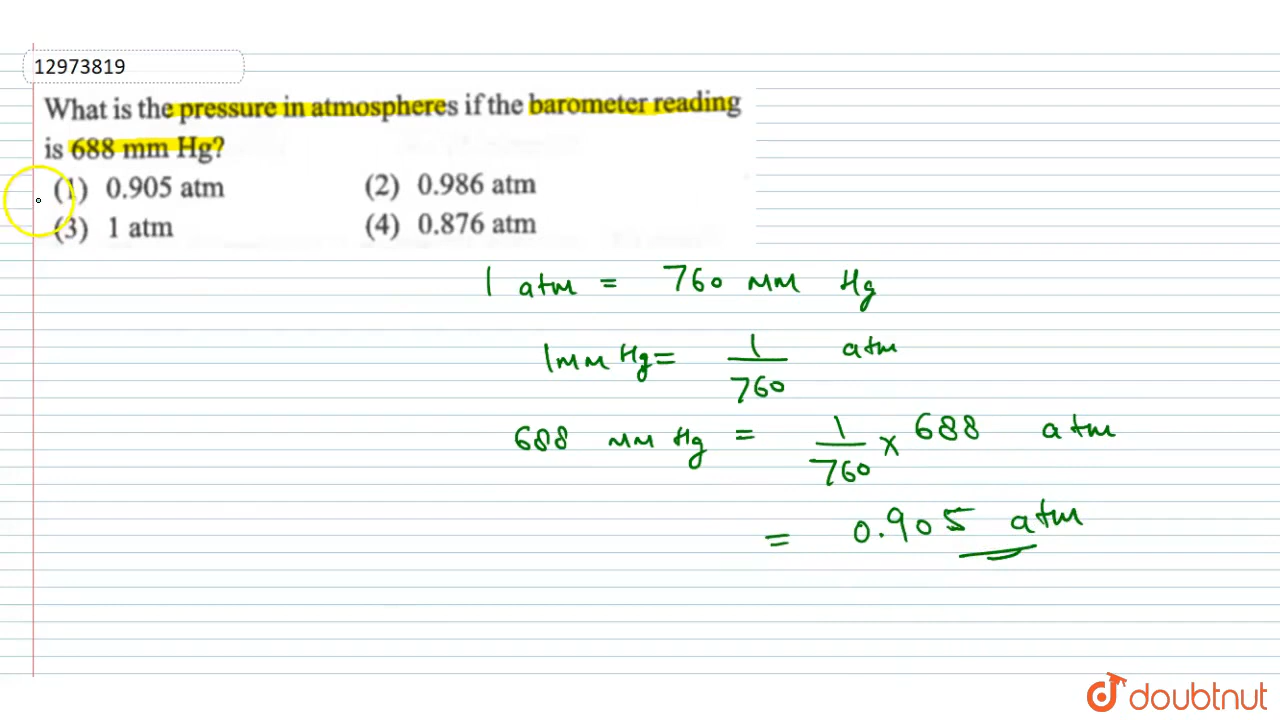 12973819
What is the pressure in atmospheres if the barometer reading
is 688 mm Hg?
(1) 0.905 atm (2) 0.986 atm
(3) 1 atm (4) 0.876 atm
1 atm = 760 mm Hg
1mm Hg = 1/760 atm
688 mm Hg = 1/760 × 688 atm
= 0.905 atm
doubtnut